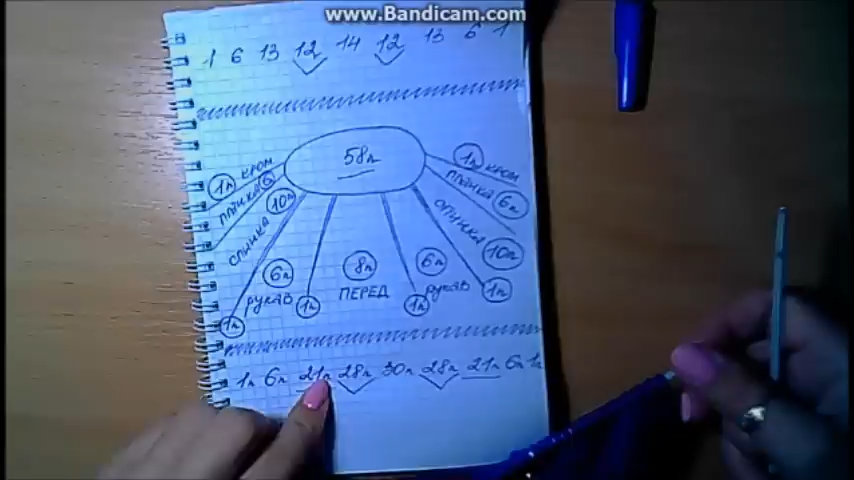 www.Bandicam.com
1 6 13 12 14 12 13 6 1
58п
1п кром
планка 6
спинка 10п
6п рукав
8п ПЕРЕД
6п рукав
1п кром
планка 6п
спинка 10п
1п 1п 1п 1п
1п 6п 21п 28п 30п 28п 21п 6п 1п